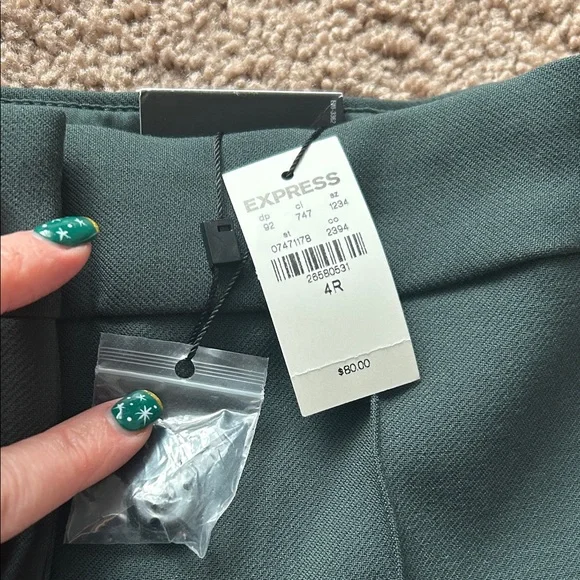 EXPRESS
dp cl sz
92 747 1234
st co
07471178 2394
28580531
4R
$80.00